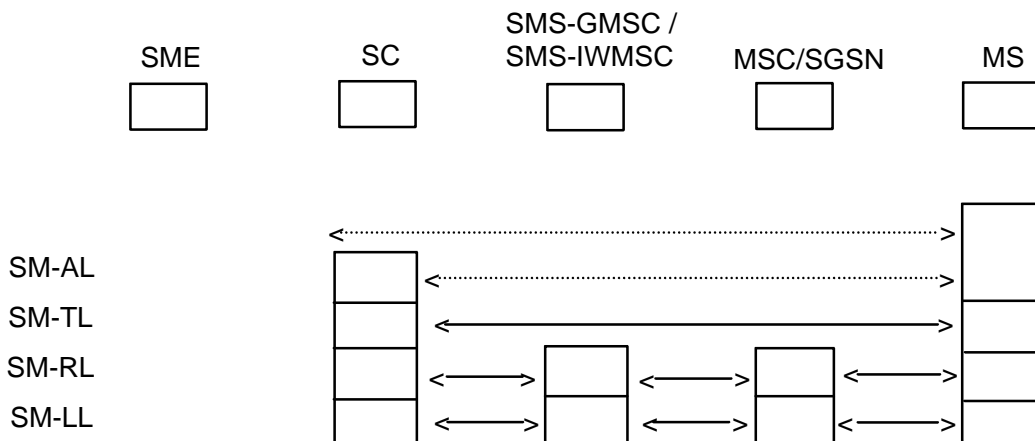 SMS-GMSC /
SME SC SMS-IWMSC MSC/SGSN MS
SM-AL
SM-TL
SM-RL
SM-LL